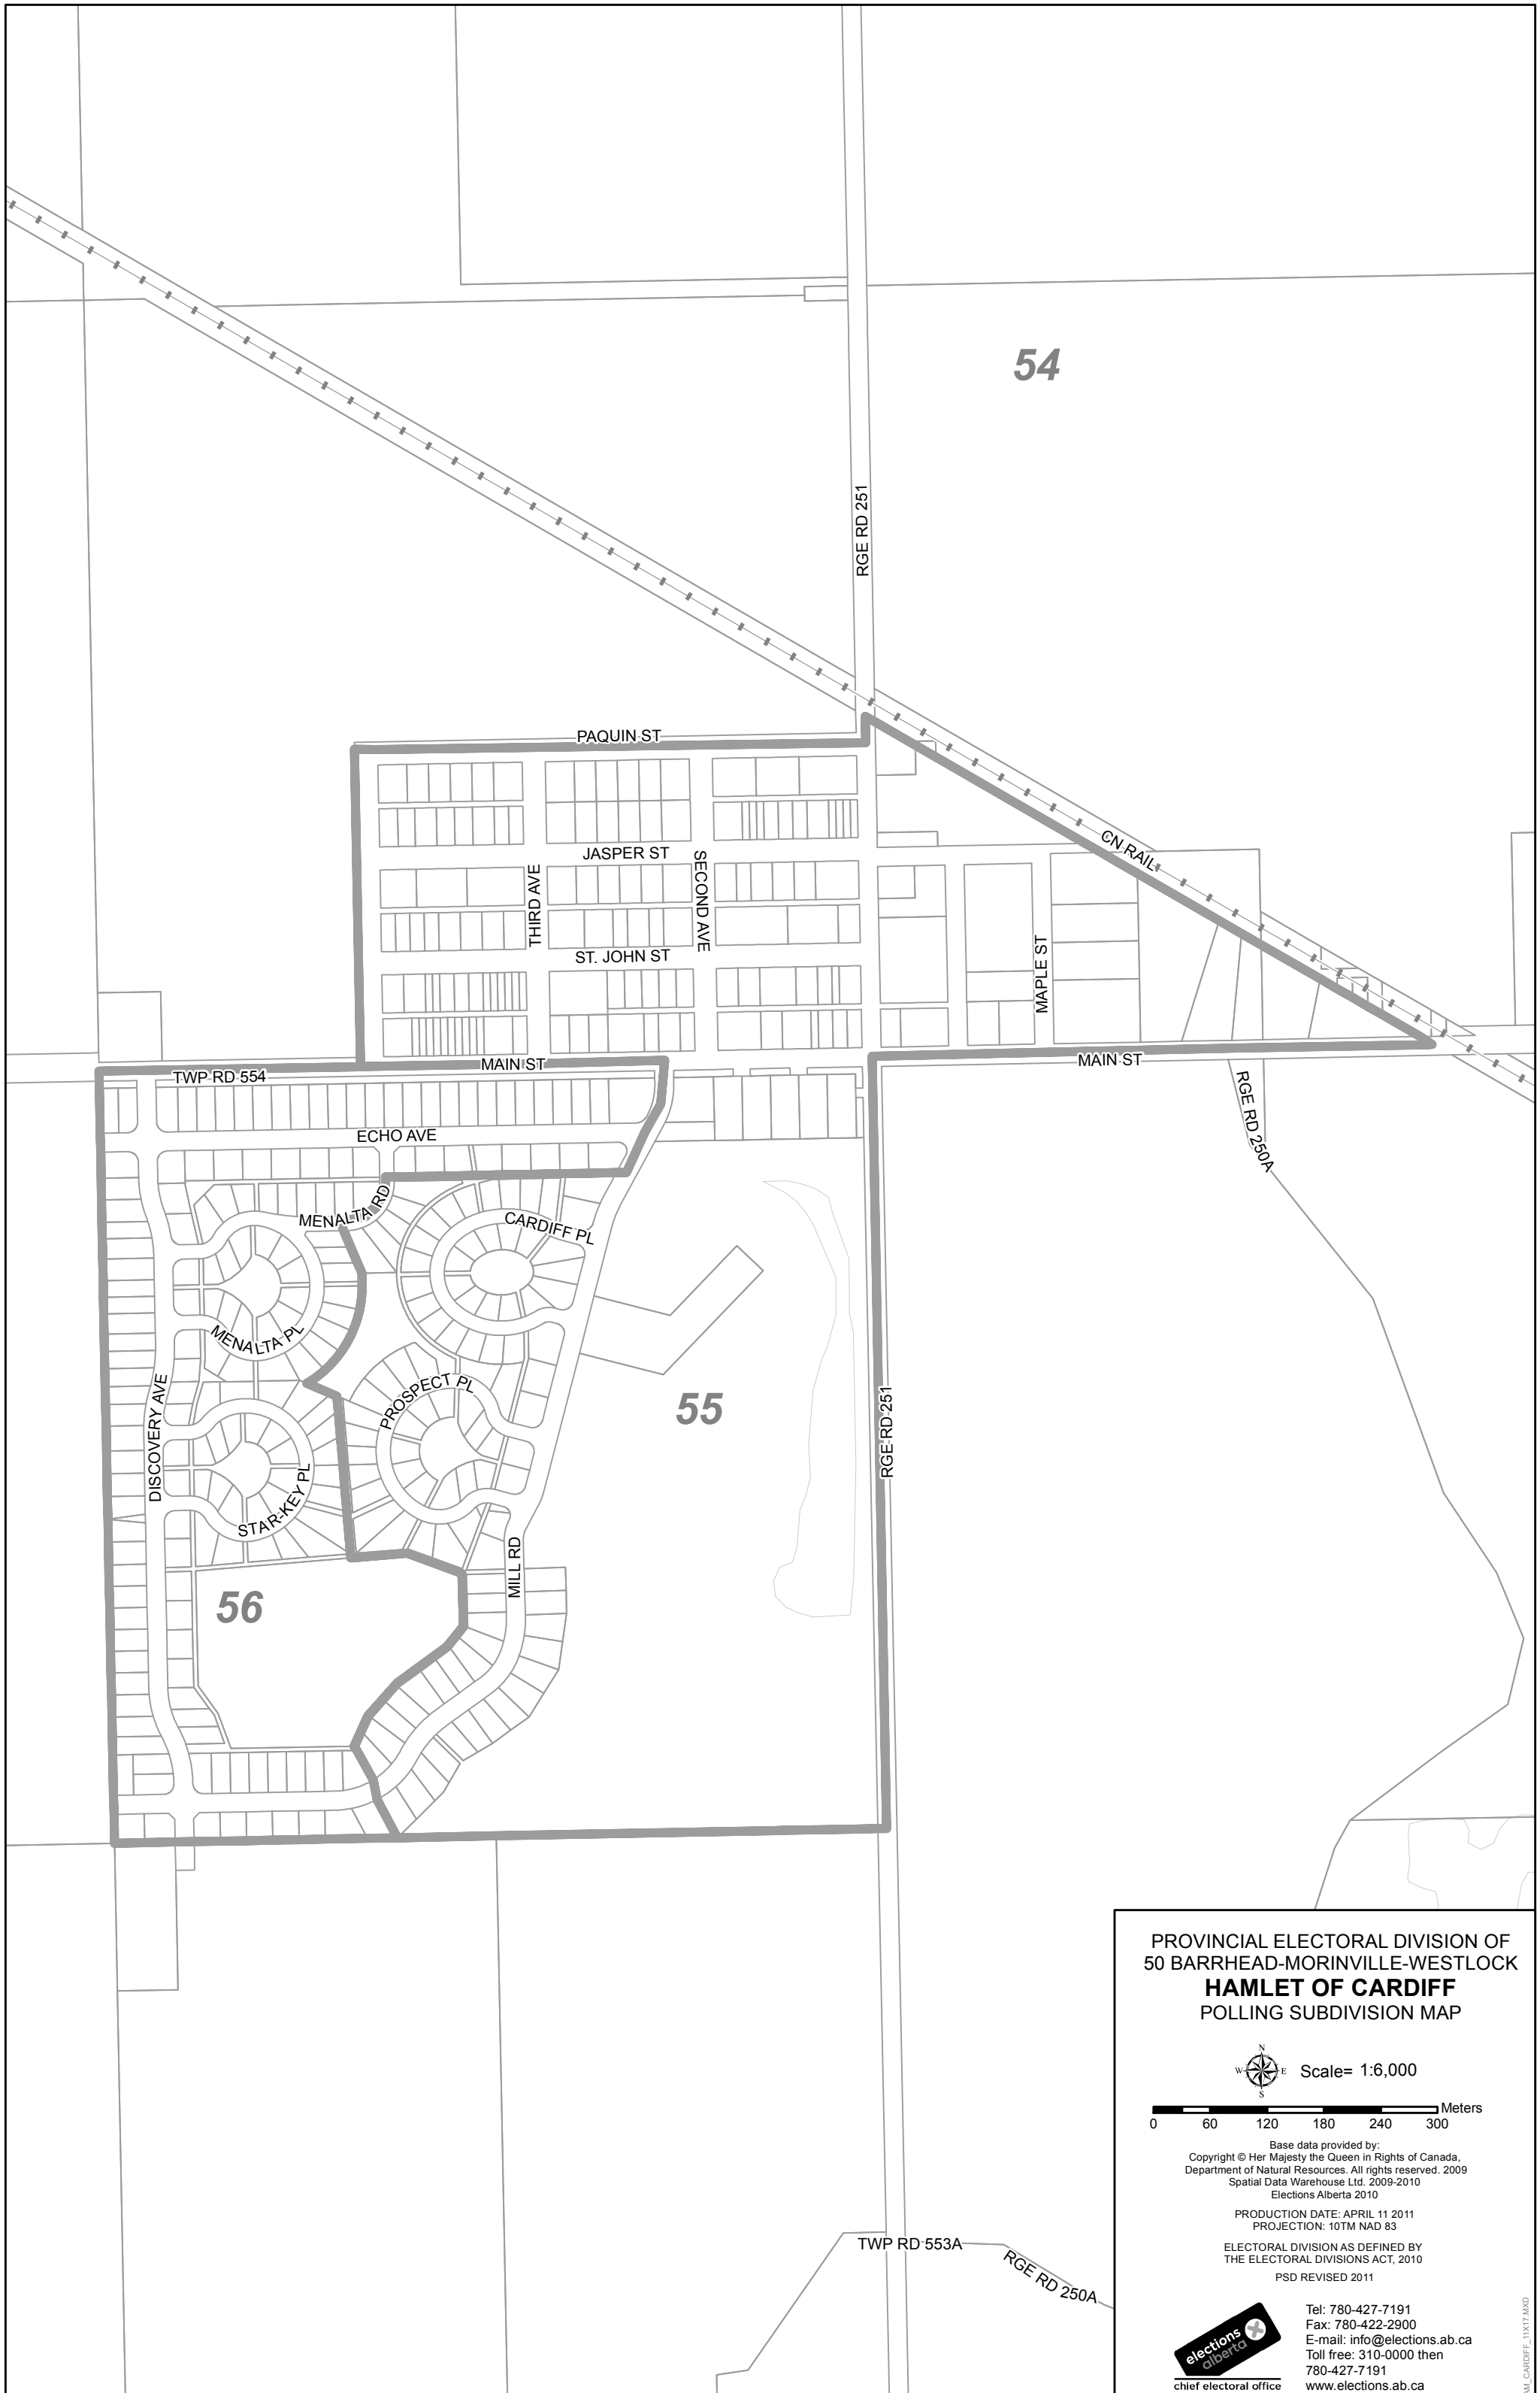 54
RGE RD 251
PAQUIN ST
CN RAIL
JASPER ST
THIRD AVE
SECOND AVE
ST. JOHN ST
MAPLE ST
MAIN ST
MAIN ST
TWP RD 554
RGE RD 250A
ECHO AVE
MENALTA RD
CARDIFF PL
MENALTA PL
PROSPECT PL
DISCOVERY AVE
55
RGE RD 251
STAR-KEY PL
MILL RD
56
TWP RD 553A
RGE RD 250A
PROVINCIAL ELECTORAL DIVISION OF
50 BARRHEAD-MORINVILLE-WESTLOCK
HAMLET OF CARDIFF
POLLING SUBDIVISION MAP
N
W E
S
Scale= 1:6,000
Meters
0 60 120 180 240 300
Base data provided by:
Copyright © Her Majesty the Queen in Rights of Canada,
Department of Natural Resources. All rights reserved. 2009
Spatial Data Warehouse Ltd. 2009-2010
Elections Alberta 2010
PRODUCTION DATE: APRIL 11 2011
PROJECTION: 10TM NAD 83
ELECTORAL DIVISION AS DEFINED BY
THE ELECTORAL DIVISIONS ACT, 2010
PSD REVISED 2011
elections
alberta
chief electoral office
Tel: 780-427-7191
Fax: 780-422-2900
E-mail: info@elections.ab.ca
Toll free: 310-0000 then
780-427-7191
www.elections.ab.ca